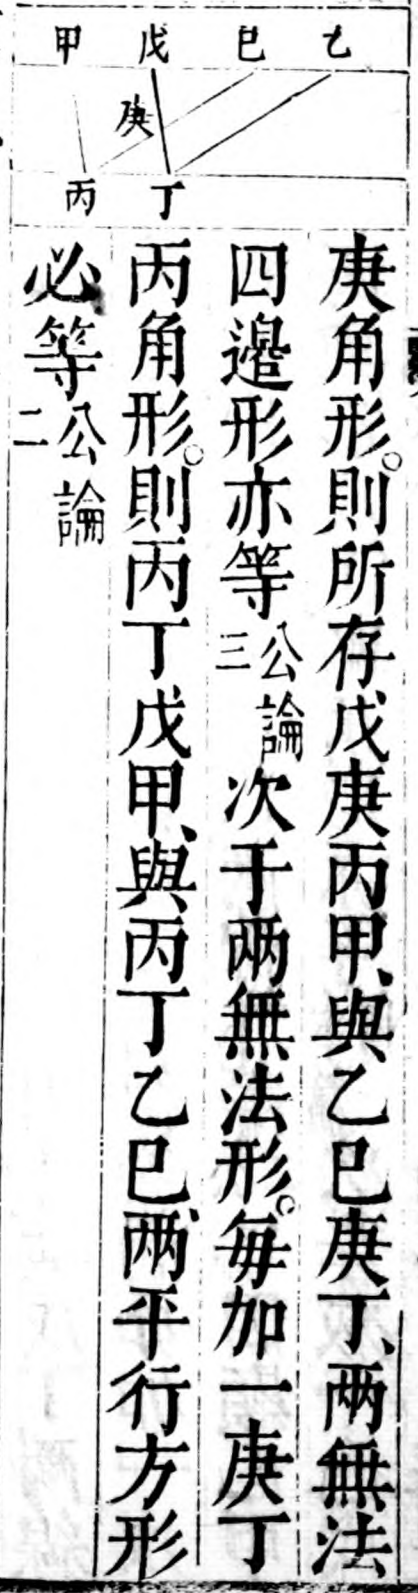 甲 戊 巳 乙
庚
丙 丁
庚角形。則所存戊庚丙甲、與乙巳庚丁、兩無法
四邉形亦等三公論次于兩無法形。每加一庚丁
丙角形。則丙丁戊甲、與丙丁乙巳、兩平行方形
必等二公論